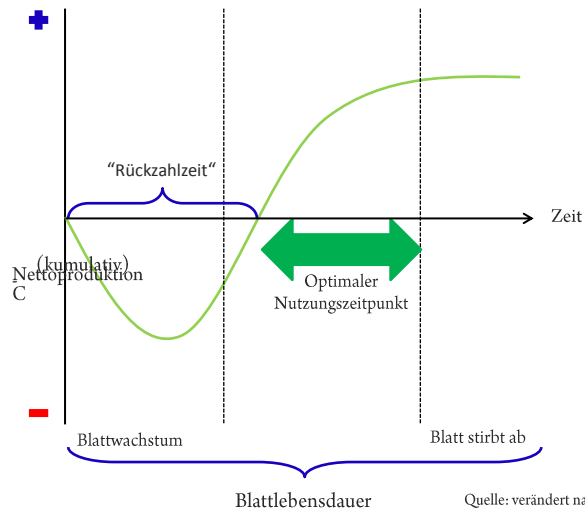 “Rückzahlzeit“
Zeit
(kumulativ.)
Nettoproduktion
C
Optimaler
Nutzungszeitpunkt
Blattwachstum
Blatt stirbt ab
Blattlebensdauer
Quelle: verändert na